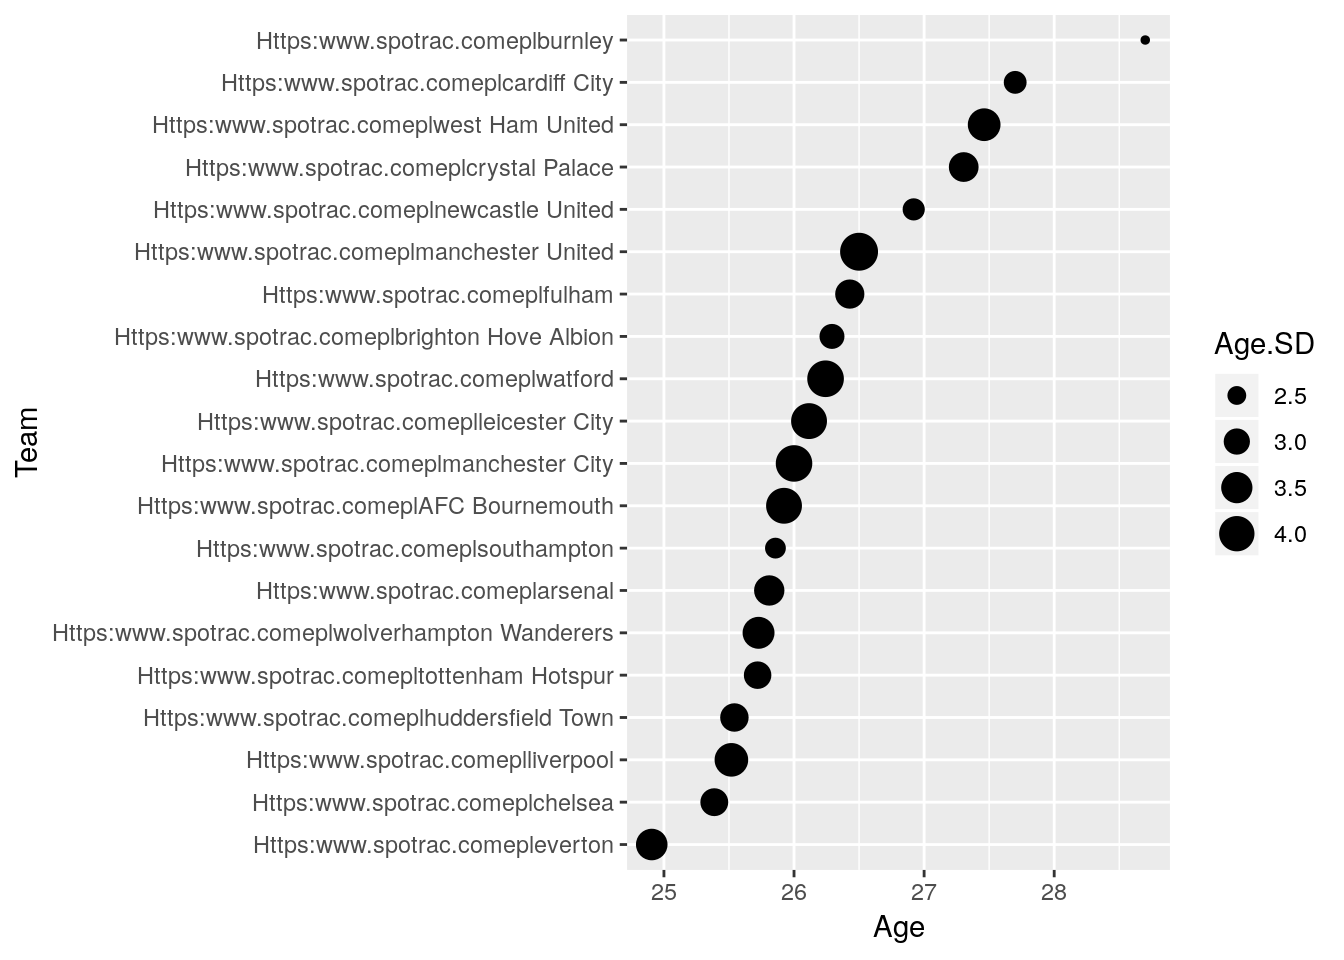 Https:www.spotrac.comeplburnley
Https:www.spotrac.comeplcardiff City
Https:www.spotrac.comeplwest Ham United
Https:www.spotrac.comeplcrystal Palace
Https:www.spotrac.comeplnewcastle United
Https:www.spotrac.comeplmanchester United
Https:www.spotrac.comeplfulham
Https:www.spotrac.comeplbrighton Hove Albion
Https:www.spotrac.comeplwatford
Https:www.spotrac.comeplleicester City
Https:www.spotrac.comeplmanchester City
Https:www.spotrac.comeplAFC Bournemouth
Https:www.spotrac.comeplsouthampton
Https:www.spotrac.comeplarsenal
Https:www.spotrac.comeplwolverhampton Wanderers
Https:www.spotrac.comepltottenham Hotspur
Https:www.spotrac.comeplhuddersfield Town
Https:www.spotrac.comeplliverpool
Https:www.spotrac.comeplchelsea
Https:www.spotrac.comepleverton
Team
25 26 27 28
Age
Age.SD
2.5
3.0
3.5
4.0